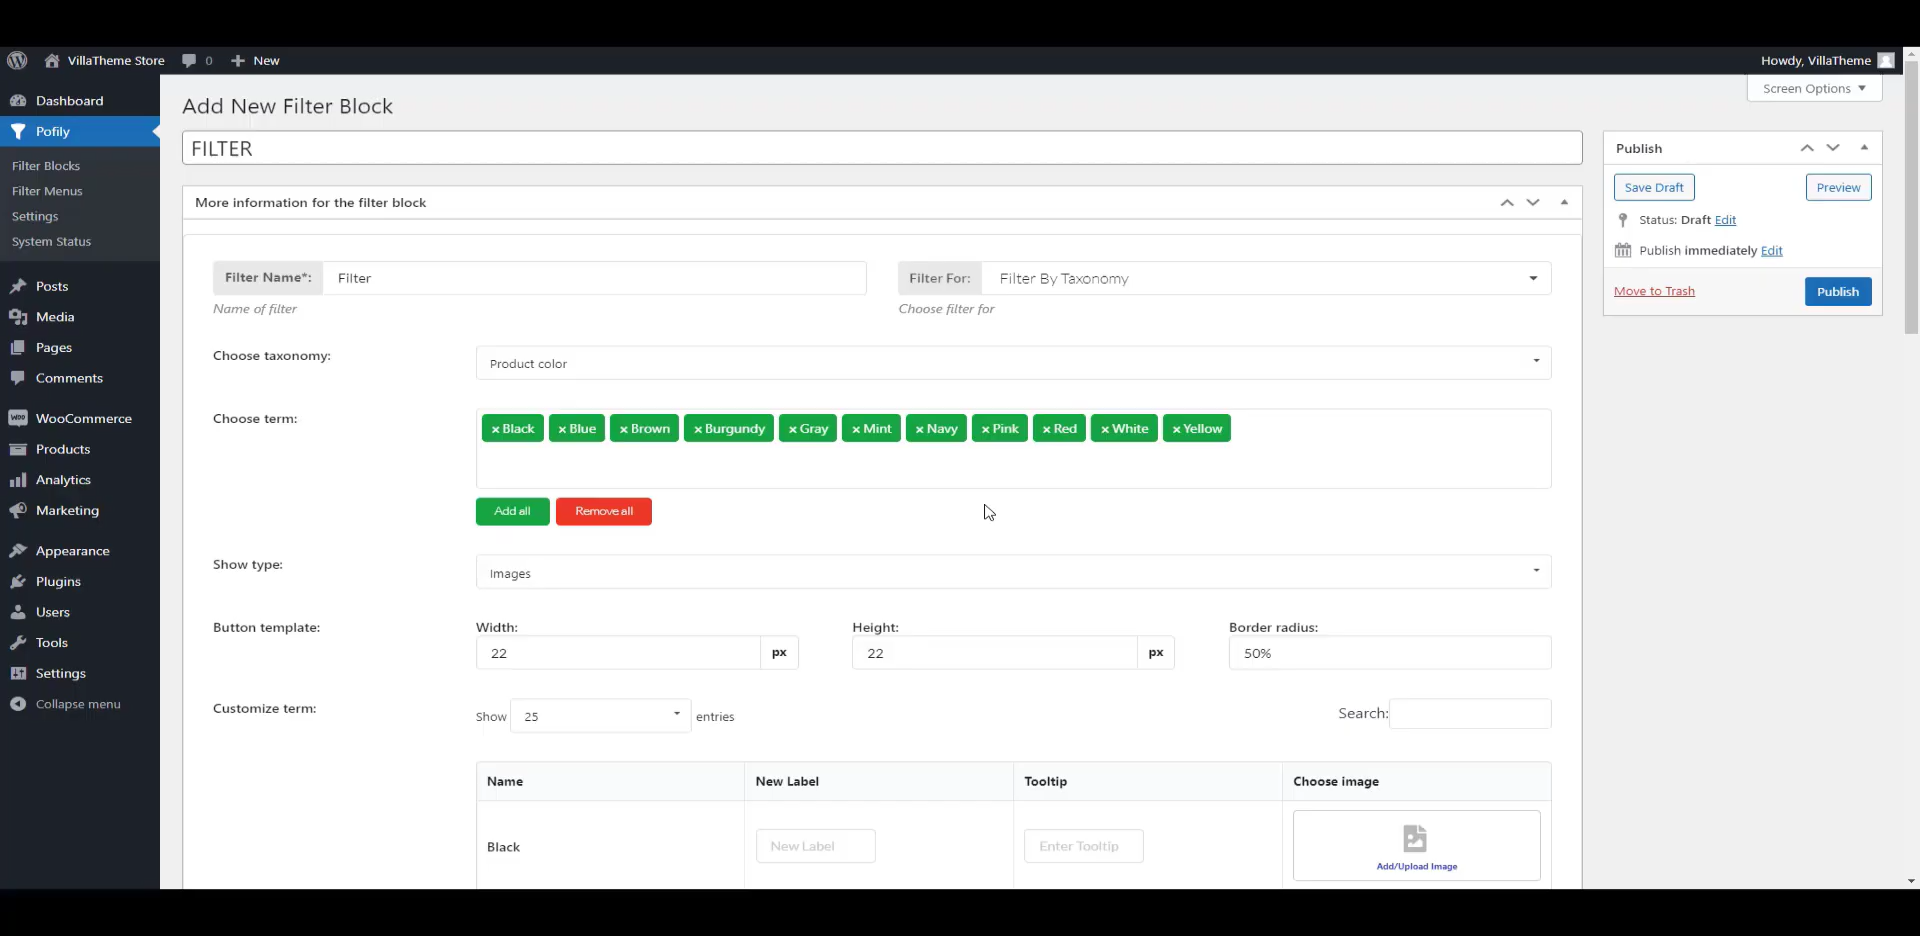 VillaTheme Store 0 New Howdy, VillaTheme
Screen Options
Dashboard
Pofily
Filter Blocks
Filter Menus
Settings
System Status
Posts
Media
Pages
Comments
WooCommerce
Products
Analytics
Marketing
Appearance
Plugins
Users
Tools
Settings
Collapse menu
Add New Filter Block
FILTER
More information for the filter block
Filter Name*: Filter
Name of filter
Filter For: Filter By Taxonomy
Choose filter for
Choose taxonomy: Product color
Choose term: × Black × Blue × Brown × Burgundy × Gray × Mint × Navy × Pink × Red × White × Yellow
Add all Remove all
Show type: Images
Button template: Width: Height: Border radius:
22 px 22 px 50%
Customize term: Show 25 entries Search:
Name New Label Tooltip Choose image
Black New Label Enter Tooltip Add/Upload Image
Publish
Save Draft Preview
Status: Draft Edit
Publish immediately Edit
Move to Trash Publish